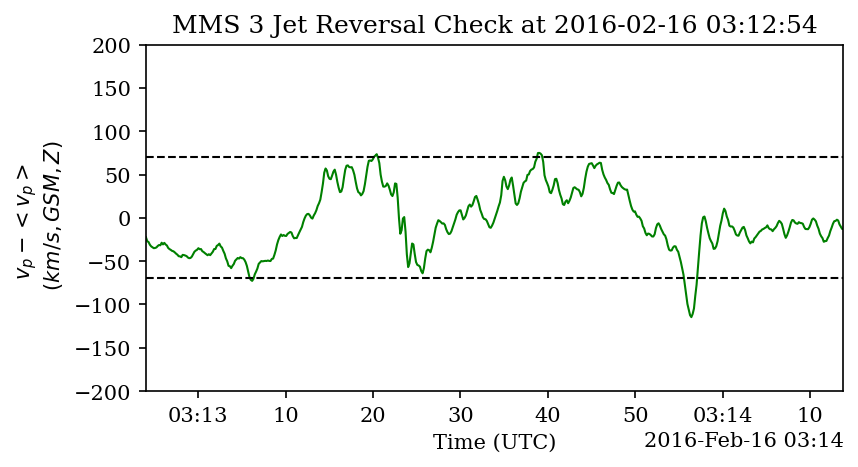 MMS 3 Jet Reversal Check at 2016-02-16 03:12:54
200
150
100
50
0
−50
−100
−150
−200
v_p − < v_p >
(km/s, GSM, Z)
03:13 10 20 30 40 50 03:14 10
Time (UTC)
2016-Feb-16 03:14